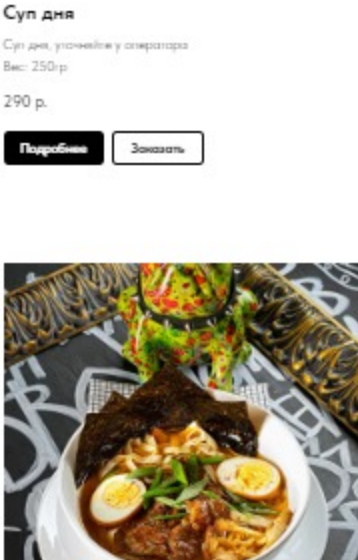 Суп дня
Суп дня, уточняйте у оператора
Вес: 250гр
290 р.
Подробнее
Заказать